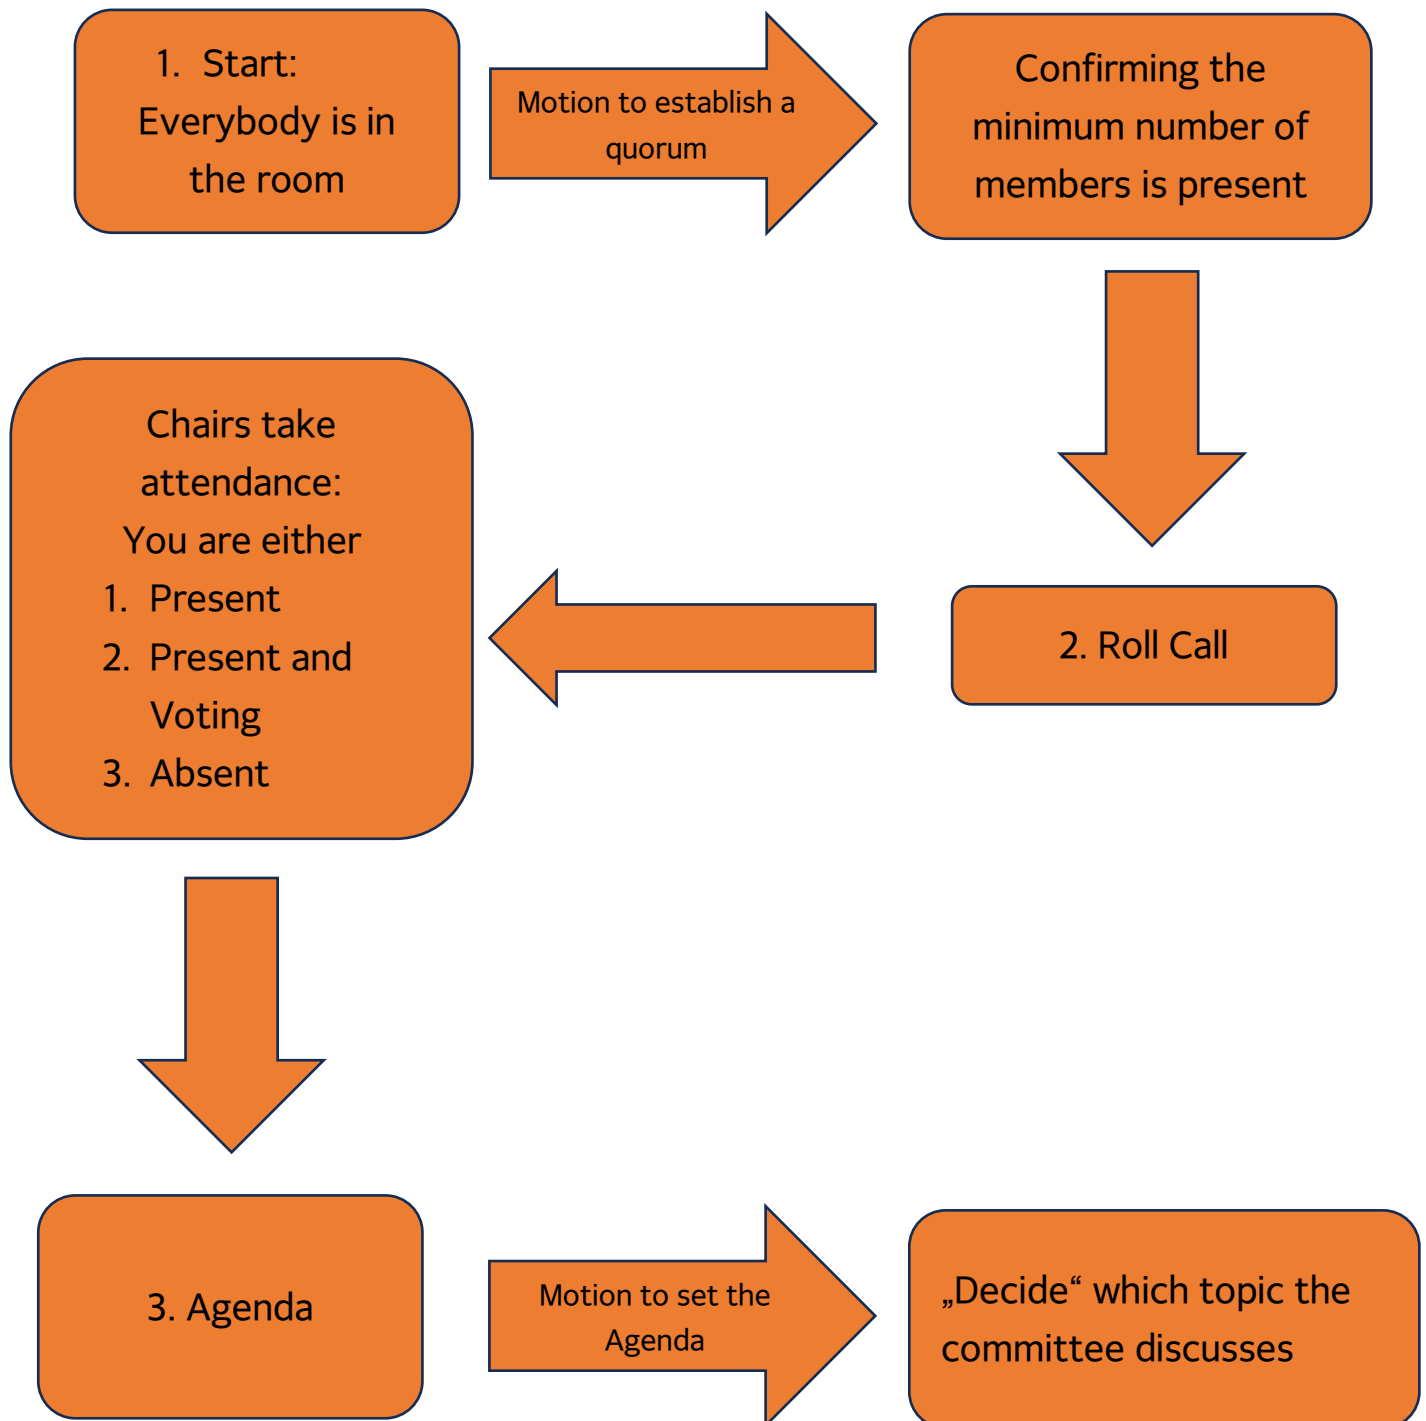 1. Start:
Everybody is in
the room
Motion to establish a
quorum
Confirming the
minimum number of
members is present
2. Roll Call
Chairs take
attendance:
You are either
1. Present
2. Present and
Voting
3. Absent
3. Agenda
Motion to set the
Agenda
„Decide“ which topic the
committee discusses